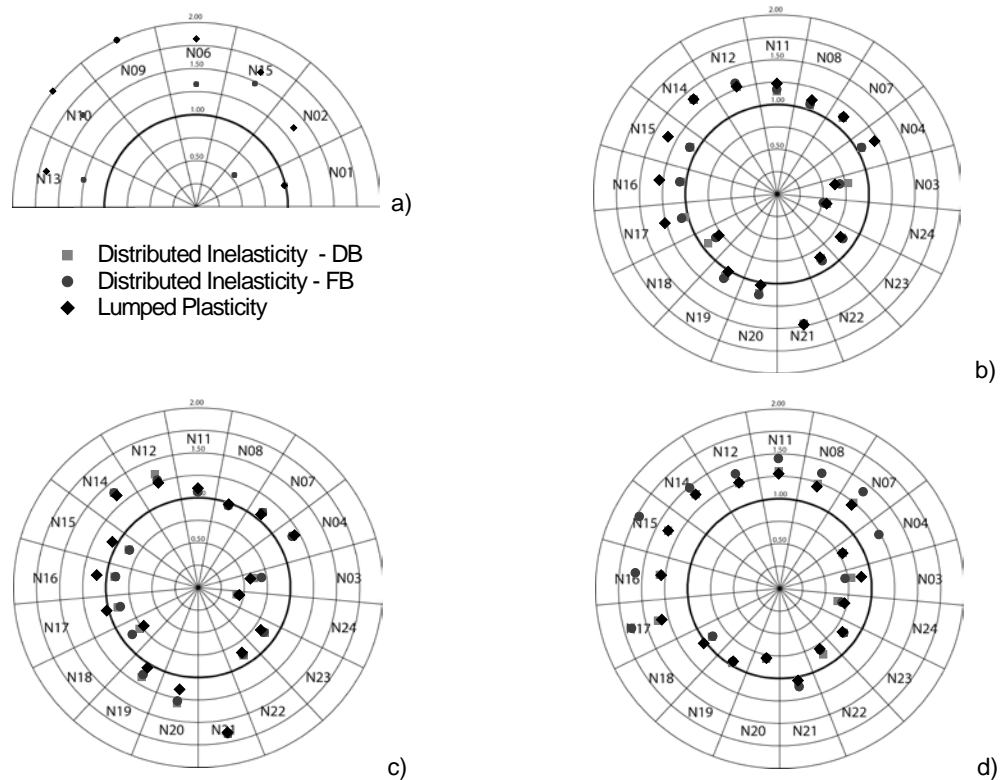 2.00
N06
1.50
N09
N15
N10
1.00
N02
0.50
N13
N01
a)
Distributed Inelasticity - DB
Distributed Inelasticity - FB
Lumped Plasticity
2.00
N11
N12
N08
1.50
N14
N07
1.00
N15
N04
0.50
N16
N03
N17
N24
N18
N23
N19
N22
N20
N21
b)
2.00
N11
N12
N08
1.50
N14
N07
N15
N04
0.50
N16
N03
N17
N24
N18
N23
N19
N22
N20
N21
c)
2.00
N11
N12
N08
1.50
N14
N07
1.00
N15
N04
0.50
N16
N03
N17
N24
N18
N23
N19
N22
N20
N21
d)